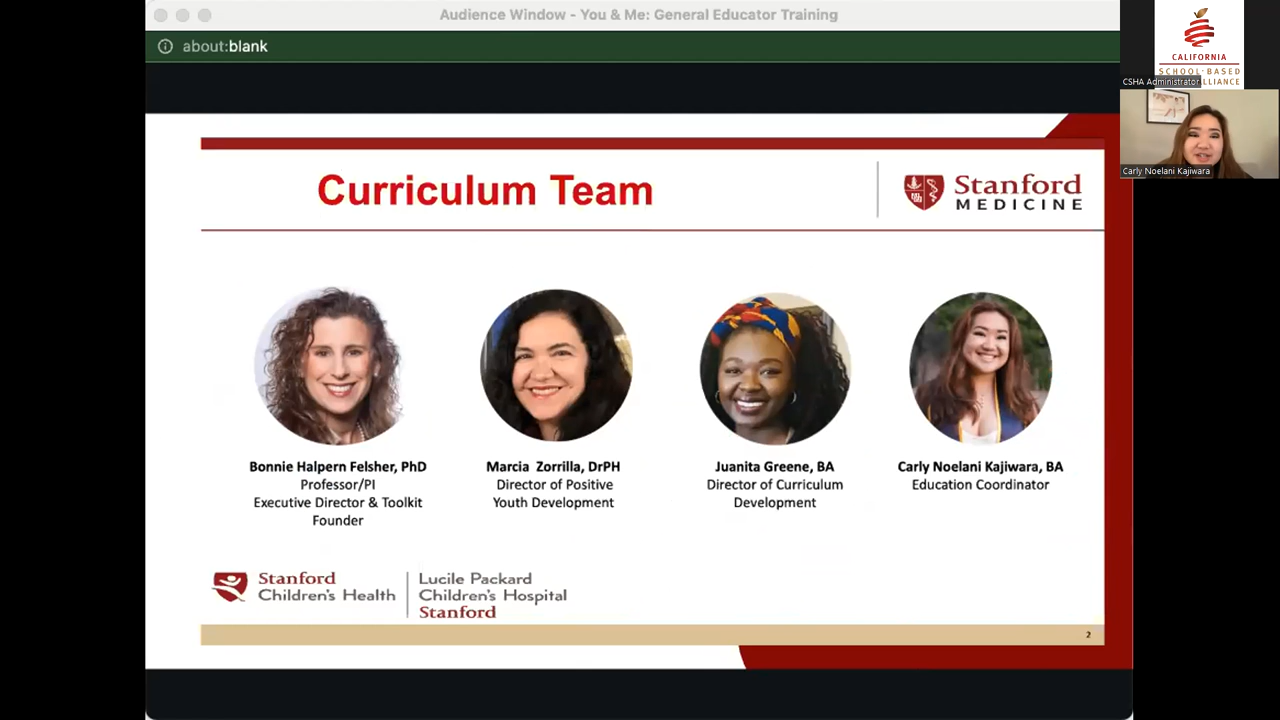 Audience Window - You & Me: General Educator Training
about:blank
CALIFORNIA
SCHOOL-BASED
CSHA Administrator
Carly Noelani Kajiwara
Curriculum Team
Stanford
MEDICINE
Bonnie Halpern Felsher, PhD
Professor/PI
Executive Director & Toolkit
Founder
Marcia Zorrilla, DrPH
Director of Positive
Youth Development
Juanita Greene, BA
Director of Curriculum
Development
Carly Noelani Kajiwara, BA
Education Coordinator
Stanford
Children's Health
Lucile Packard
Children's Hospital
Stanford
2